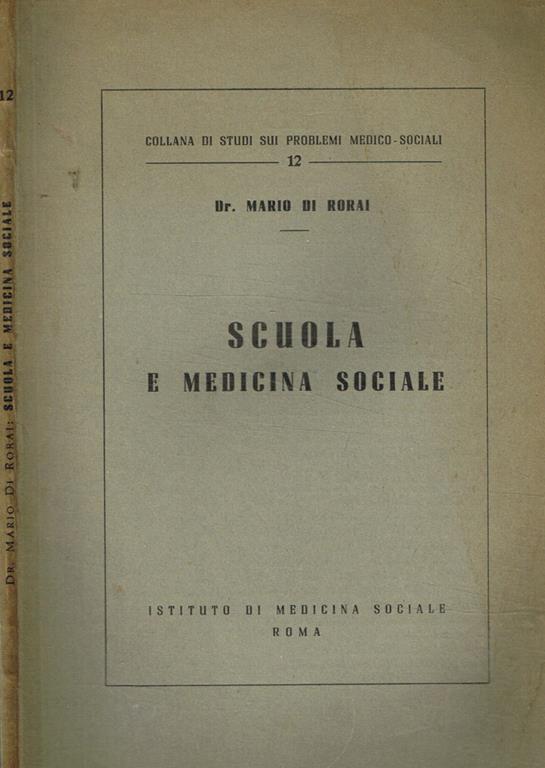 12
Dr. Mario Di Rorai: SCUOLA E MEDICINA SOCIALE
COLLANA DI STUDI SUI PROBLEMI MEDICO-SOCIALI
12
Dr. MARIO DI RORAI
SCUOLA
E MEDICINA SOCIALE
ISTITUTO DI MEDICINA SOCIALE
ROMA